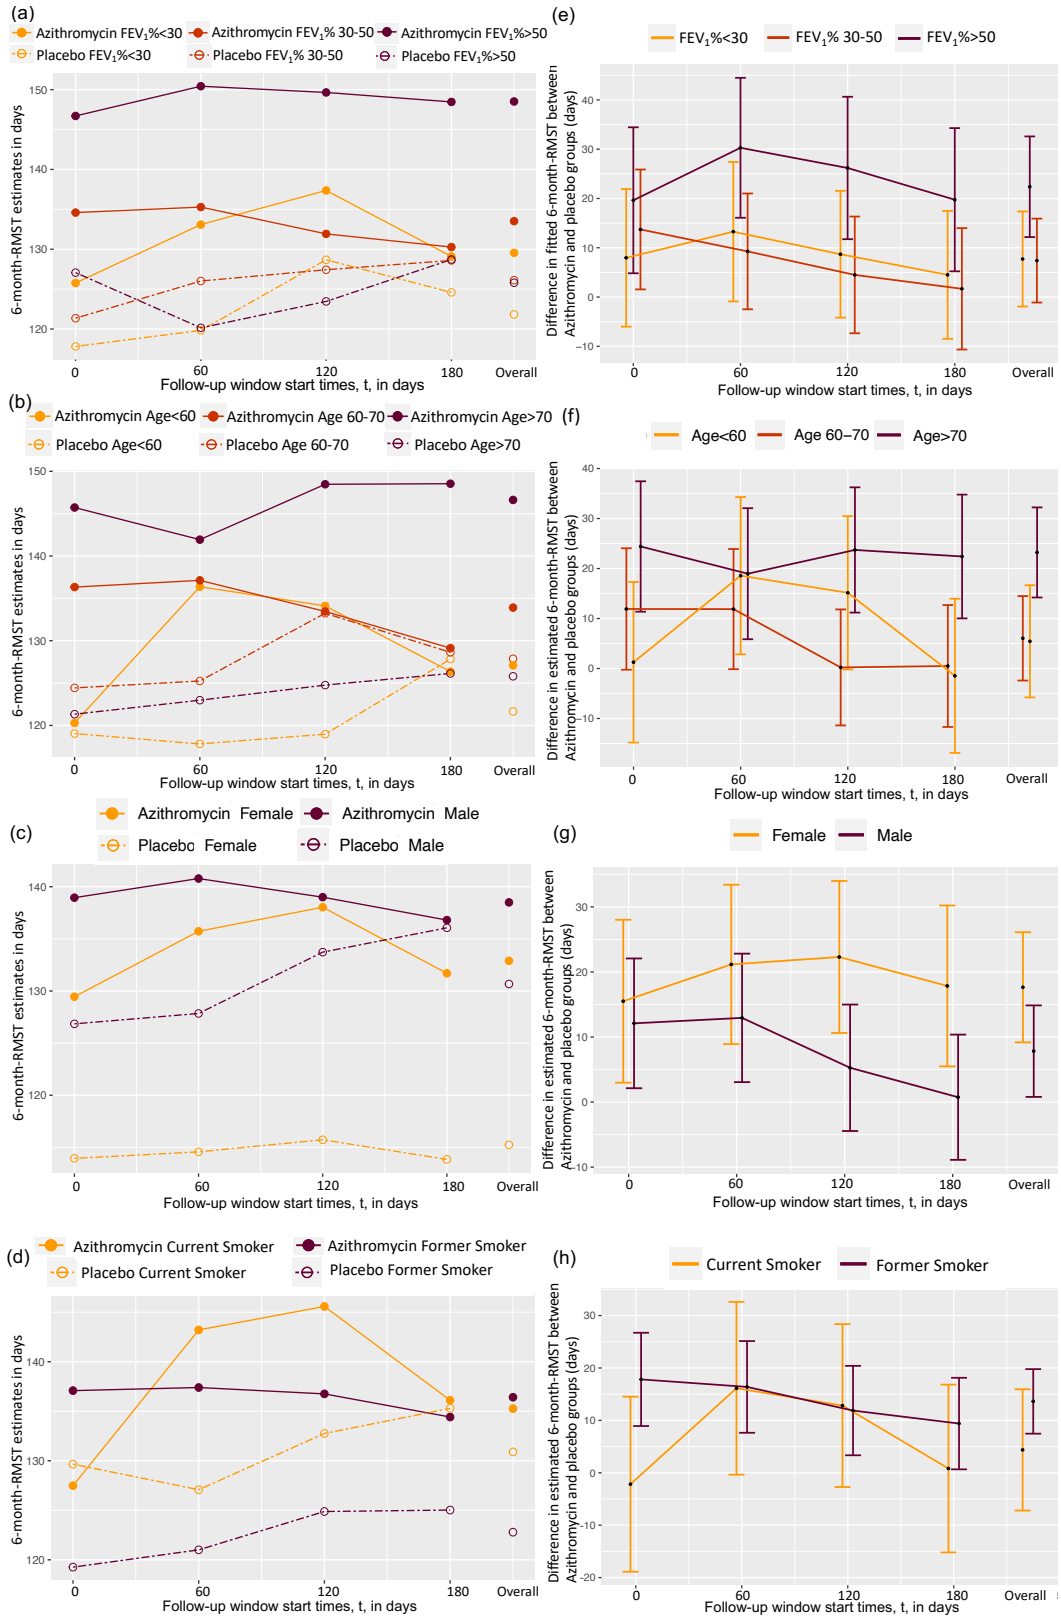 (a)
Azithromycin FEV₁%<30 Azithromycin FEV₁% 30-50 Azithromycin FEV₁%>50
Placebo FEV₁%<30 Placebo FEV₁% 30-50 Placebo FEV₁%>50
6-month-RMST estimates in days
150
140
130
120
0 60 120 180 Overall
Follow-up window start times, t, in days
(e)
FEV₁%<30 FEV₁% 30-50 FEV₁%>50
Difference in fitted 6-month-RMST between
Azithromycin and placebo groups (days)
40
30
20
10
0
−10
0 60 120 180 Overall
Follow-up window start times, t, in days
(b)
Azithromycin Age<60 Azithromycin Age 60-70 Azithromycin Age>70
Placebo Age<60 Placebo Age 60-70 Placebo Age>70
6-month-RMST estimates in days
150
140
130
120
0 60 120 180 Overall
Follow-up window start times, t, in days
(f)
Age<60 Age 60−70 Age>70
Difference in estimated 6-month-RMST between
Azithromycin and placebo groups (days)
40
30
20
10
0
−10
0 60 120 180 Overall
Follow-up window start times, t, in days
(c)
Azithromycin Female Azithromycin Male
Placebo Female Placebo Male
6-month-RMST estimates in days
140
130
120
0 60 120 180 Overall
Follow-up window start times, t, in days
(g)
Female Male
Difference in estimated 6-month-RMST between
Azithromycin and placebo groups (days)
30
20
10
0
−10
0 60 120 180 Overall
Follow-up window start times, t, in days
(d)
Azithromycin Current Smoker Azithromycin Former Smoker
Placebo Current Smoker Placebo Former Smoker
6-month-RMST estimates in days
140
130
120
0 60 120 180 Overall
Follow-up window start times, t, in days
(h)
Current Smoker Former Smoker
Difference in estimated 6-month-RMST between
Azithromycin and placebo groups (days)
30
20
10
0
−10
−20
0 60 120 180 Overall
Follow-up window start times, t, in days